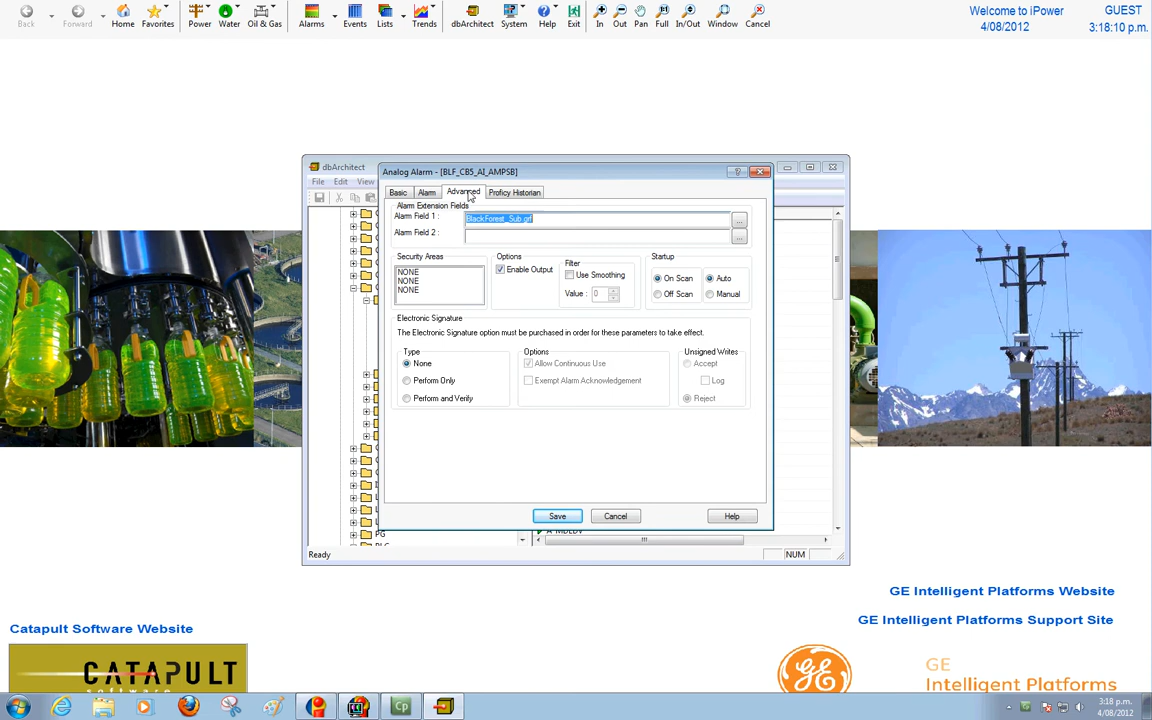 Back
Forward
Home
Favorites
Power
Water
Oil & Gas
Alarms
Events
Lists
Trends
dbArchitect
System
Help
Exit
In
Out
Pan
Full
In/Out
Window
Cancel
Welcome to iPower
4/08/2012
GUEST
3:18:10 p.m.
dbArchitect
File Edit View
Analog Alarm - [BLF_CB5_AI_AMPSB]
Basic Alarm Advanced Proficy Historian
Alarm Extension Fields
Alarm Field 1 : BlackForest_Sub.grf
Alarm Field 2 :
Security Areas
NONE
NONE
NONE
Options
Enable Output
Filter
Use Smoothing
Value : 0
Startup
On Scan Auto
Off Scan Manual
Electronic Signature
The Electronic Signature option must be purchased in order for these parameters to take effect.
Type
None
Perform Only
Perform and Verify
Options
Allow Continuous Use
Exempt Alarm Acknowledgement
Unsigned Writes
Accept
Log
Reject
Save Cancel Help
PG
Ready
NUM
GE Intelligent Platforms Website
GE Intelligent Platforms Support Site
Catapult Software Website
CATAPULT
software
GE
Intelligent Platforms
Cp
3:18 p.m.
4/08/2012